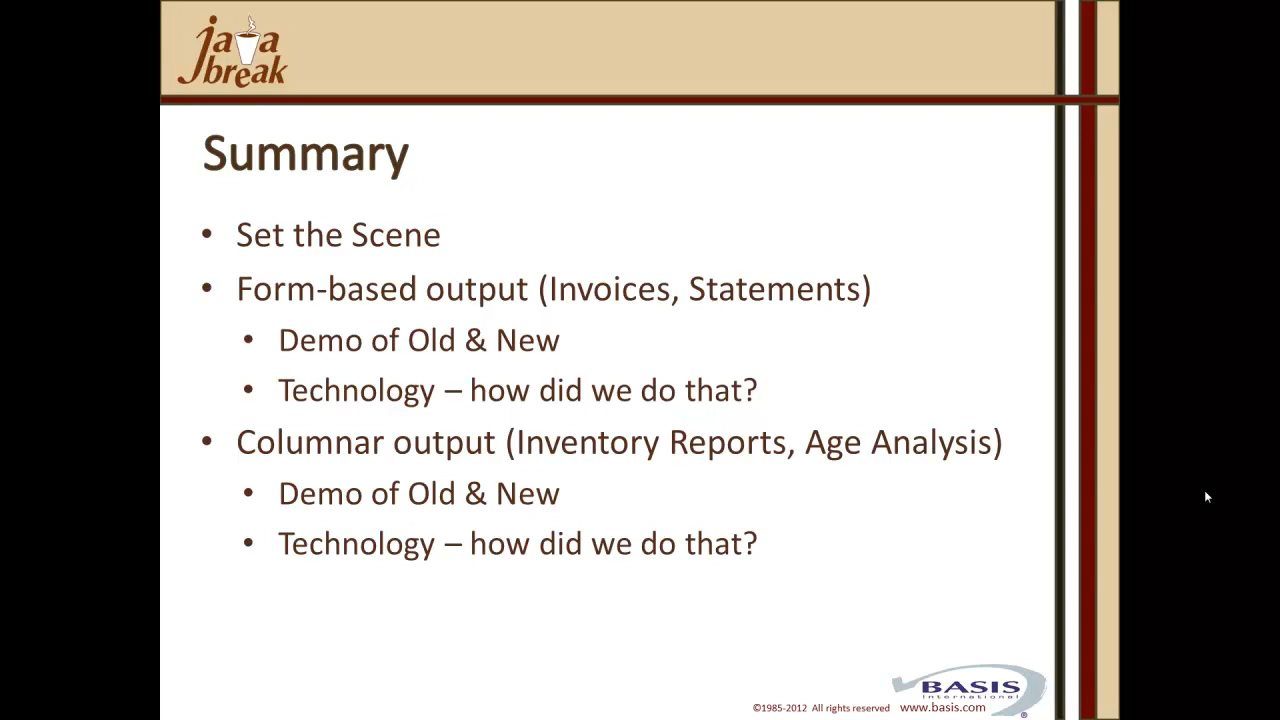 java
break
Summary
• Set the Scene
• Form-based output (Invoices, Statements)
• Demo of Old & New
• Technology – how did we do that?
• Columnar output (Inventory Reports, Age Analysis)
• Demo of Old & New
• Technology – how did we do that?
BASIS
International
®
©1985-2012 All rights reserved www.basis.com